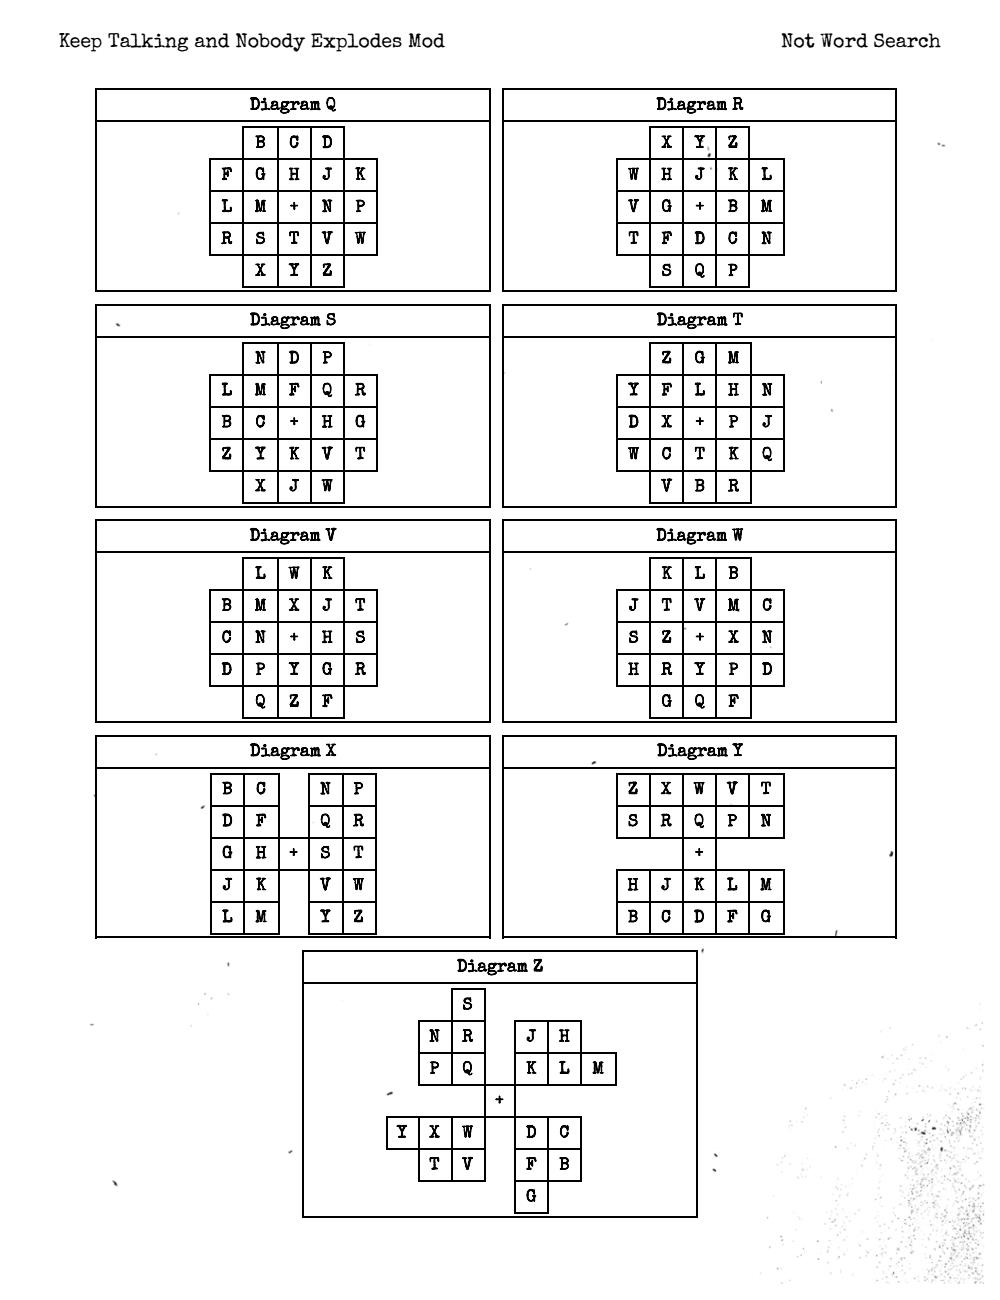 Keep Talking and Nobody Explodes Mod Not Word Search
Diagram Q
B C D
F G H J K
L M + N P
R S T V W
X Y Z
Diagram R
X Y Z
W H J K L
V G + B M
T F D C N
S Q P
Diagram S
N D P
L M F Q R
B C + H G
Z Y K V T
X J W
Diagram T
Z G M
Y F L H N
D X + P J
W C T K Q
V B R
Diagram V
L W K
B M X J T
C N + H S
D P Y G R
Q Z F
Diagram W
K L B
J T V M C
S Z + X N
H R Y P D
G Q F
Diagram X
B C N P
D F Q R
G H + S T
J K V W
L M Y Z
Diagram Y
Z X W V T
S R Q P N
+
H J K L M
B C D F G
Diagram Z
S
N R J H
P Q K L M
+
Y X W D C
T V F B
G